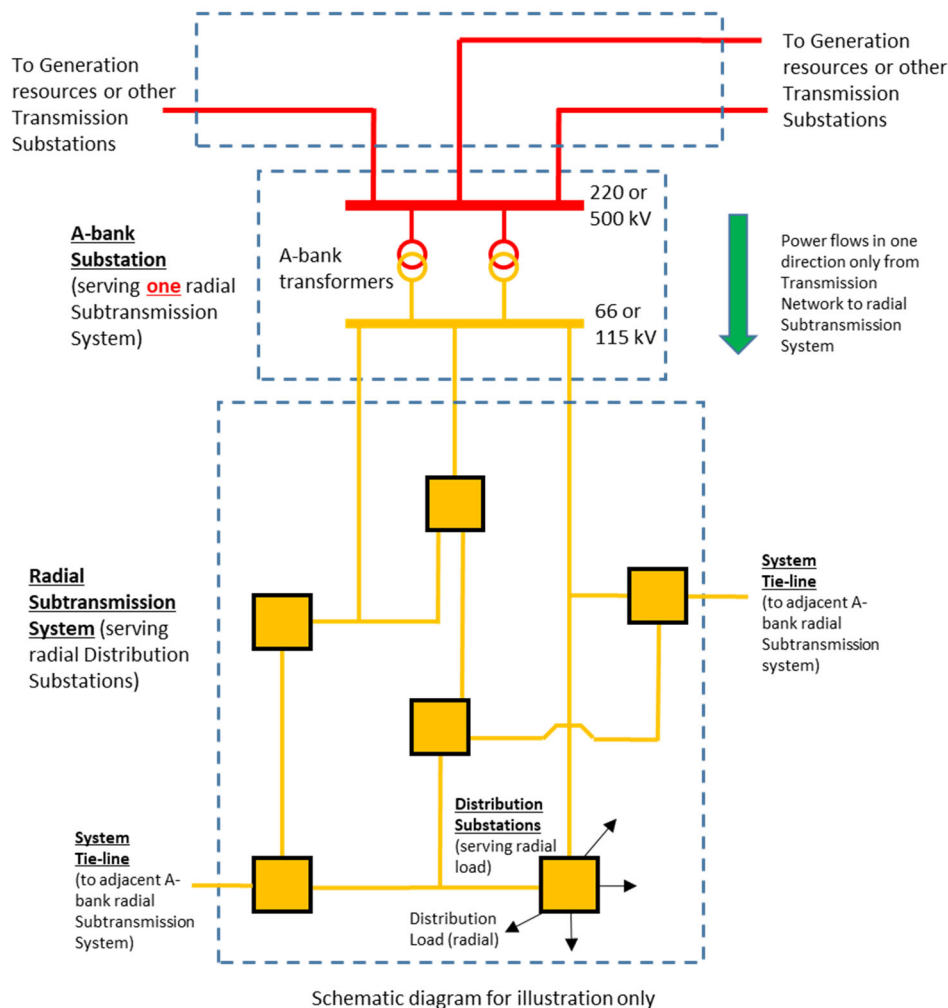 To Generation
resources or other
Transmission
Substations
To Generation
resources or other
Transmission
Substations
220 or
500 kV
A-bank
Substation
(serving one radial
Subtransmission
System)
A-bank
transformers
66 or
115 kV
Power flows in one
direction only from
Transmission
Network to radial
Subtransmission
System
Radial
Subtransmission
System (serving
radial Distribution
Substations)
System
Tie-line
(to adjacent A-
bank radial
Subtransmission
system)
Distribution
Substations
(serving radial
load)
System
Tie-line
(to adjacent A-
bank radial
Subtransmission
System)
Distribution
Load (radial)
Schematic diagram for illustration only